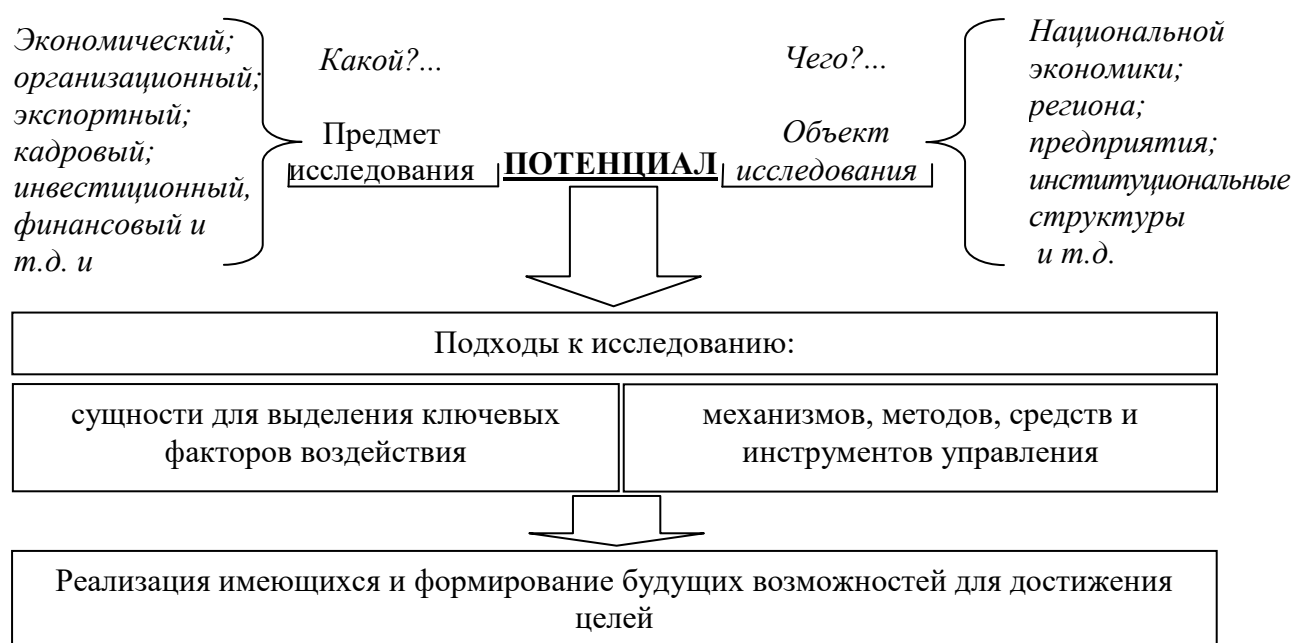 Экономический;
организационный;
экспортный;
кадровый;
инвестиционный,
финансовый и
т.д. и
Какой?...
Предмет
исследования
ПОТЕНЦИАЛ
Чего?...
Объект
исследования
Национальной
экономики;
региона;
предприятия;
институциональные
структуры
и т.д.
Подходы к исследованию:
сущности для выделения ключевых
факторов воздействия
механизмов, методов, средств и
инструментов управления
Реализация имеющихся и формирование будущих возможностей для достижения
целей